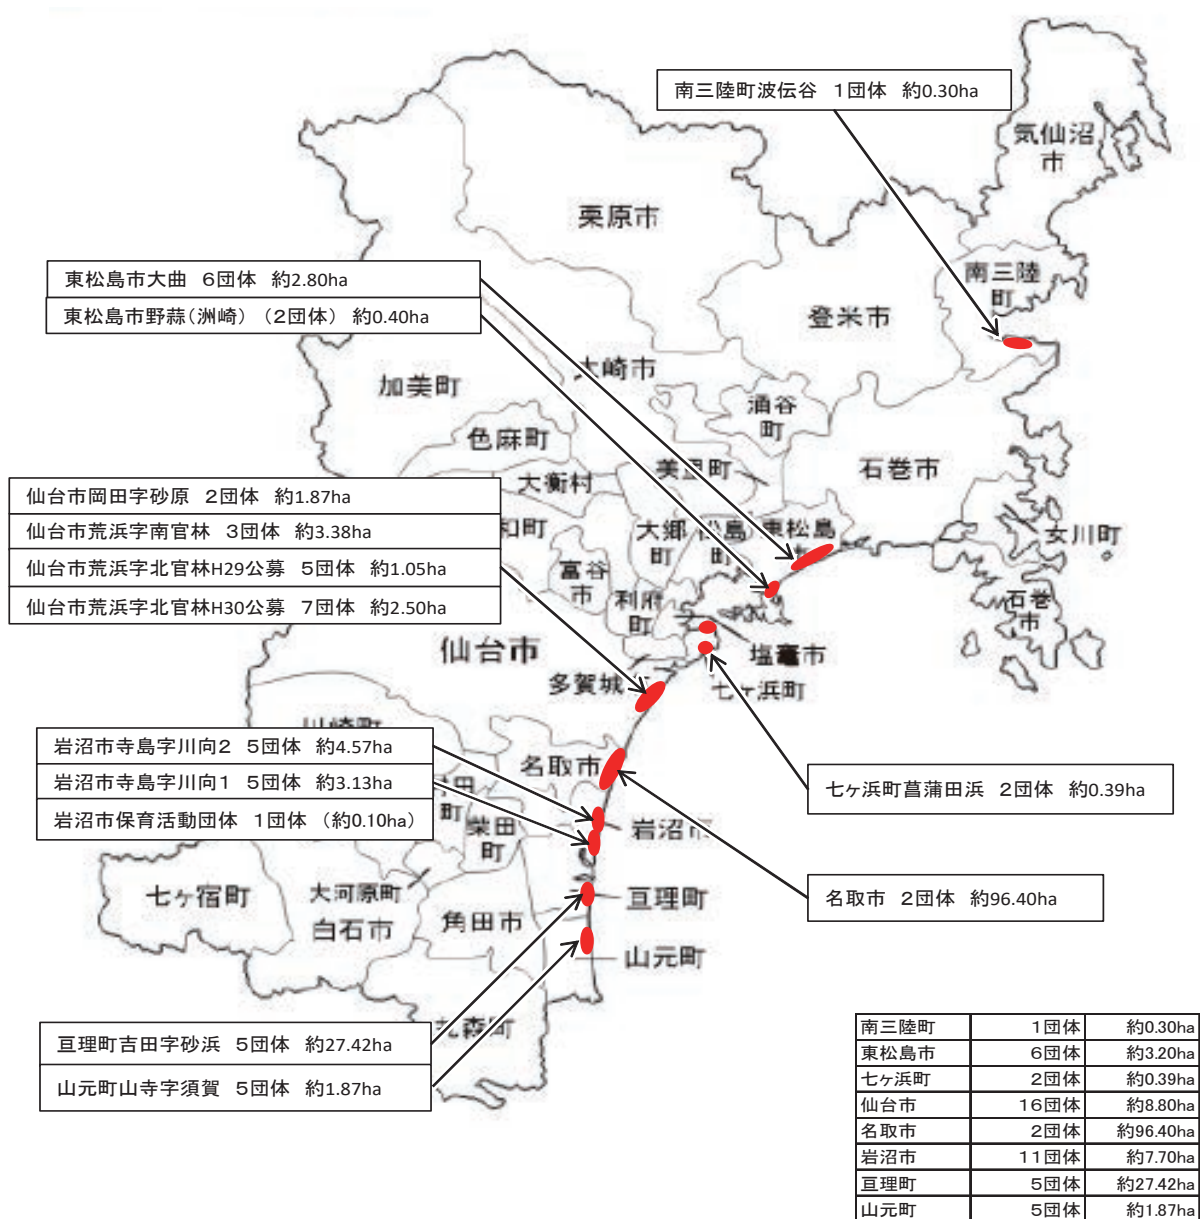 南三陸町波伝谷 1団体 約0.30ha
気仙沼
市
栗原市
南三陸
町
東松島市大曲 6団体 約2.80ha
東松島市野蒜(洲崎) (2団体) 約0.40ha
登米市
大崎市
加美町
涌谷
町
色麻町
美里町
石巻市
大衡村
仙台市岡田字砂原 2団体 約1.87ha
仙台市荒浜字南官林 3団体 約3.38ha
仙台市荒浜字北官林H29公募 5団体 約1.05ha
仙台市荒浜字北官林H30公募 7団体 約2.50ha
和町
大郷
町
松島
町
東松島
女川町
富谷
市
利府
町
石巻
市
仙台市
塩竈市
多賀城
七ヶ浜町
川崎町
岩沼市寺島字川向2 5団体 約4.57ha
岩沼市寺島字川向1 5団体 約3.13ha
岩沼市保育活動団体 1団体 (約0.10ha)
名取市
田
町
柴田
町
岩沼市
七ヶ浜町菖蒲田浜 2団体 約0.39ha
七ヶ宿町
大河原町
白石市
角田市
亘理町
名取市 2団体 約96.40ha
山元町
森町
亘理町吉田字砂浜 5団体 約27.42ha
山元町山寺字須賀 5団体 約1.87ha
南三陸町 1団体 約0.30ha
東松島市 6団体 約3.20ha
七ヶ浜町 2団体 約0.39ha
仙台市 16団体 約8.80ha
名取市 2団体 約96.40ha
岩沼市 11団体 約7.70ha
亘理町 5団体 約27.42ha
山元町 5団体 約1.87ha